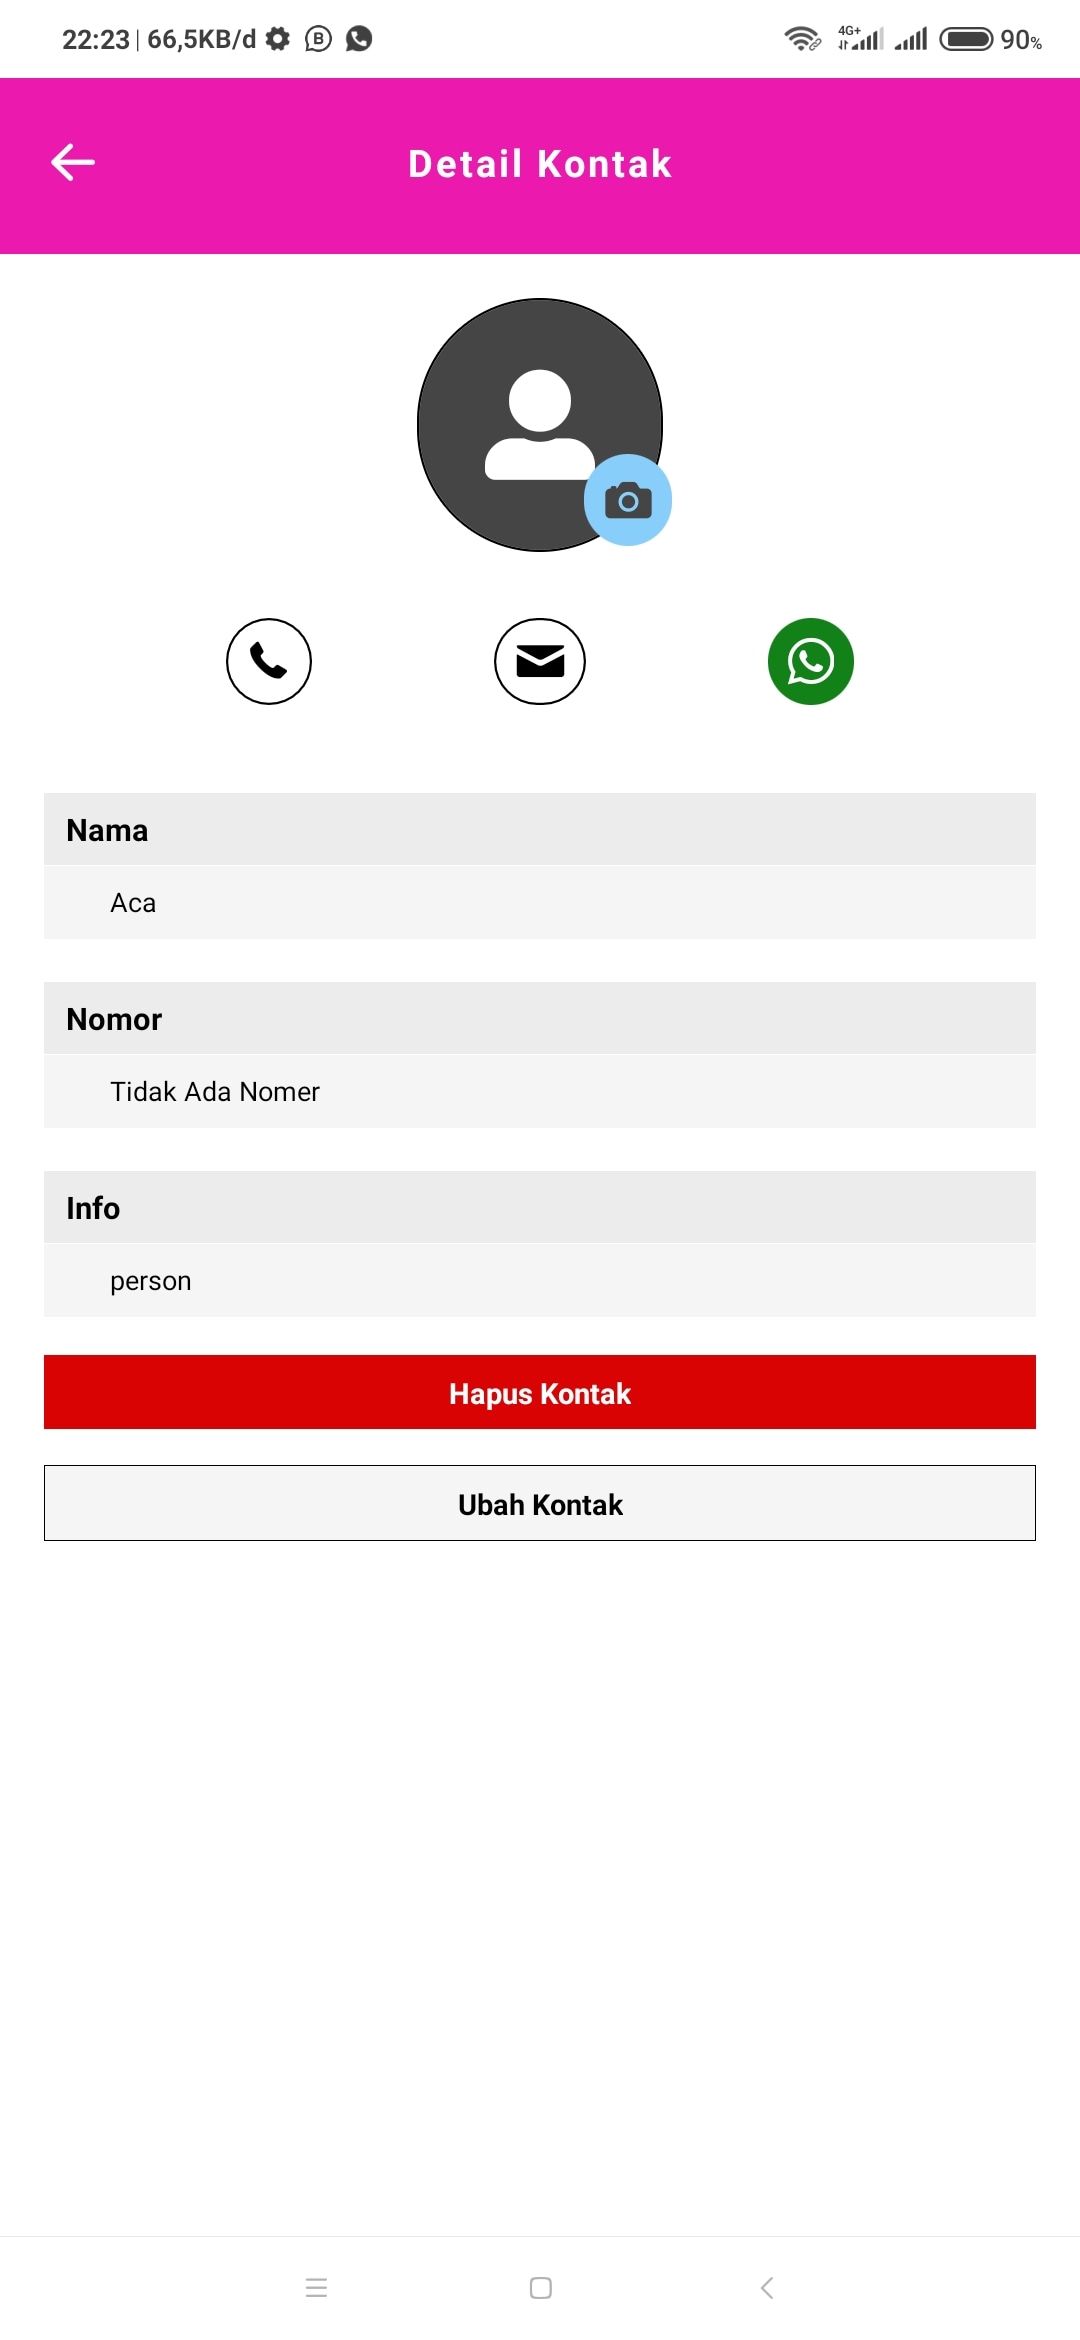 22:23 | 66,5KB/d
4G+
90%
Detail Kontak
Nama
Aca
Nomor
Tidak Ada Nomer
Info
person
Hapus Kontak
Ubah Kontak